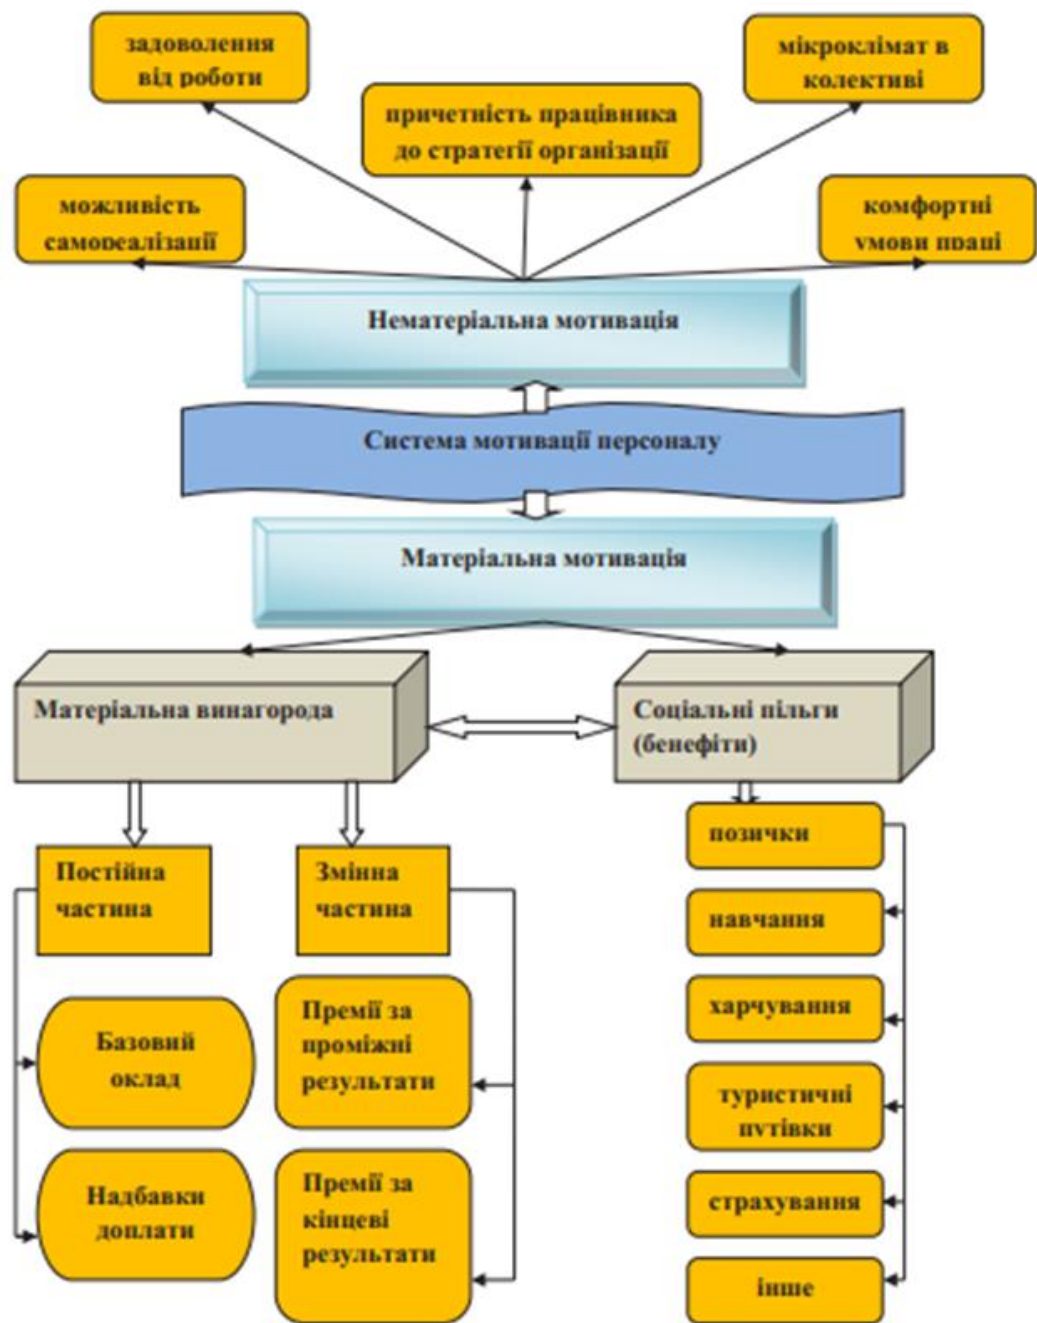 задоволення
від роботи
мікроклімат в
колективі
причетність працівника
до стратегії організації
можливість
самореалізації
комфортні
умови праці
Нематеріальна мотивація
Система мотивації персоналу
Матеріальна мотивація
Матеріальна винагорода
Соціальні пільги
(бенефіти)
Постійна
частина
Змінна
частина
Базовий
оклад
Надбавки
доплати
Премії за
проміжні
результати
Премії за
кінцеві
результати
позички
навчання
харчування
туристичні
путівки
страхування
інше